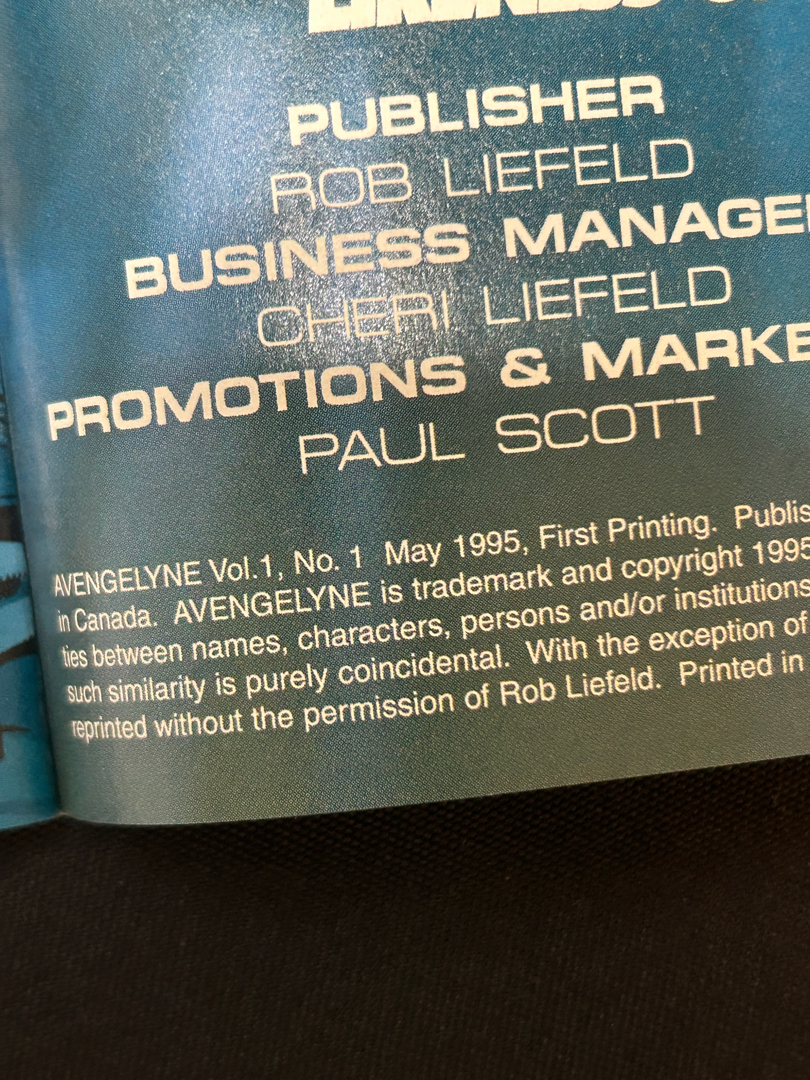 PUBLISHER
ROB LIEFELD
BUSINESS MANAGE
CHERI LIEFELD
PROMOTIONS & MARKE
PAUL SCOTT
AVENGELYNE Vol.1, No. 1 May 1995, First Printing. Publis
in Canada. AVENGELYNE is trademark and copyright 1995
ties between names, characters, persons and/or institutions
such similarity is purely coincidental. With the exception of
reprinted without the permission of Rob Liefeld. Printed in